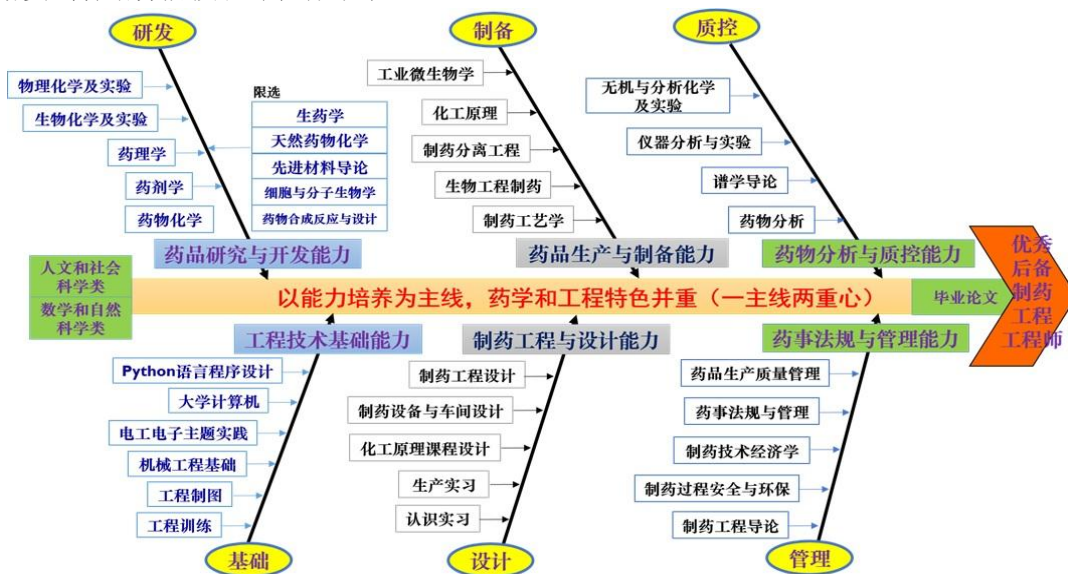 研发
制备
质控
物理化学及实验
生物化学及实验
药理学
药剂学
药物化学
限选
生药学
天然药物化学
先进材料导论
细胞与分子生物学
药物合成反应与设计
工业微生物学
化工原理
制药分离工程
生物工程制药
制药工艺学
无机与分析化学
及实验
仪器分析与实验
谱学导论
药物分析
药品研究与开发能力
药品生产与制备能力
药物分析与质控能力
人文和社会
科学类
数学和自然
科学类
以能力培养为主线，药学和工程特色并重（一主线两重心）
毕业论文
优秀
后备
制药
工程
工程师
工程技术基础能力
制药工程与设计能力
药事法规与管理能力
Python语言程序设计
大学计算机
电工电子主题实践
机械工程基础
工程制图
工程训练
制药工程设计
制药设备与车间设计
化工原理课程设计
生产实习
认识实习
药品生产质量管理
药事法规与管理
制药技术经济学
制药过程安全与环保
制药工程导论
基础
设计
管理